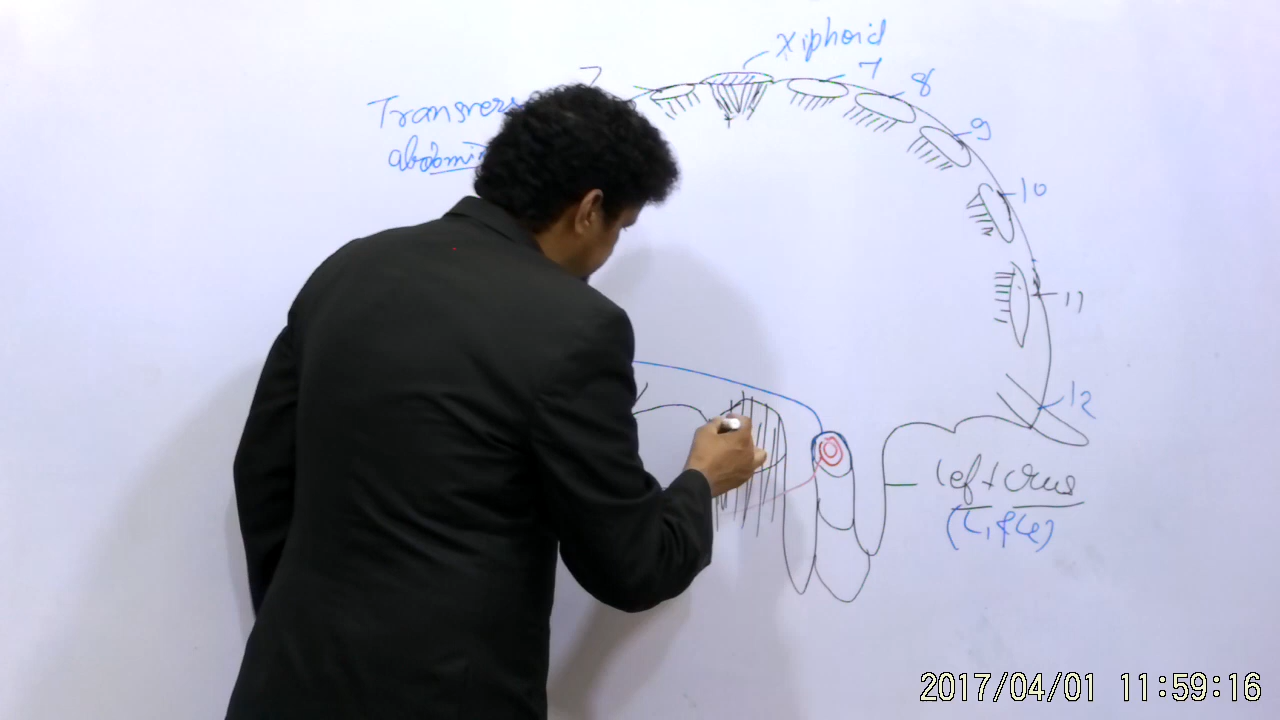 xiphoid
7
7
8
Transvers
abdomin
9
10
11
12
left crus
(L1 & L2)
2017/04/01 11:59:16